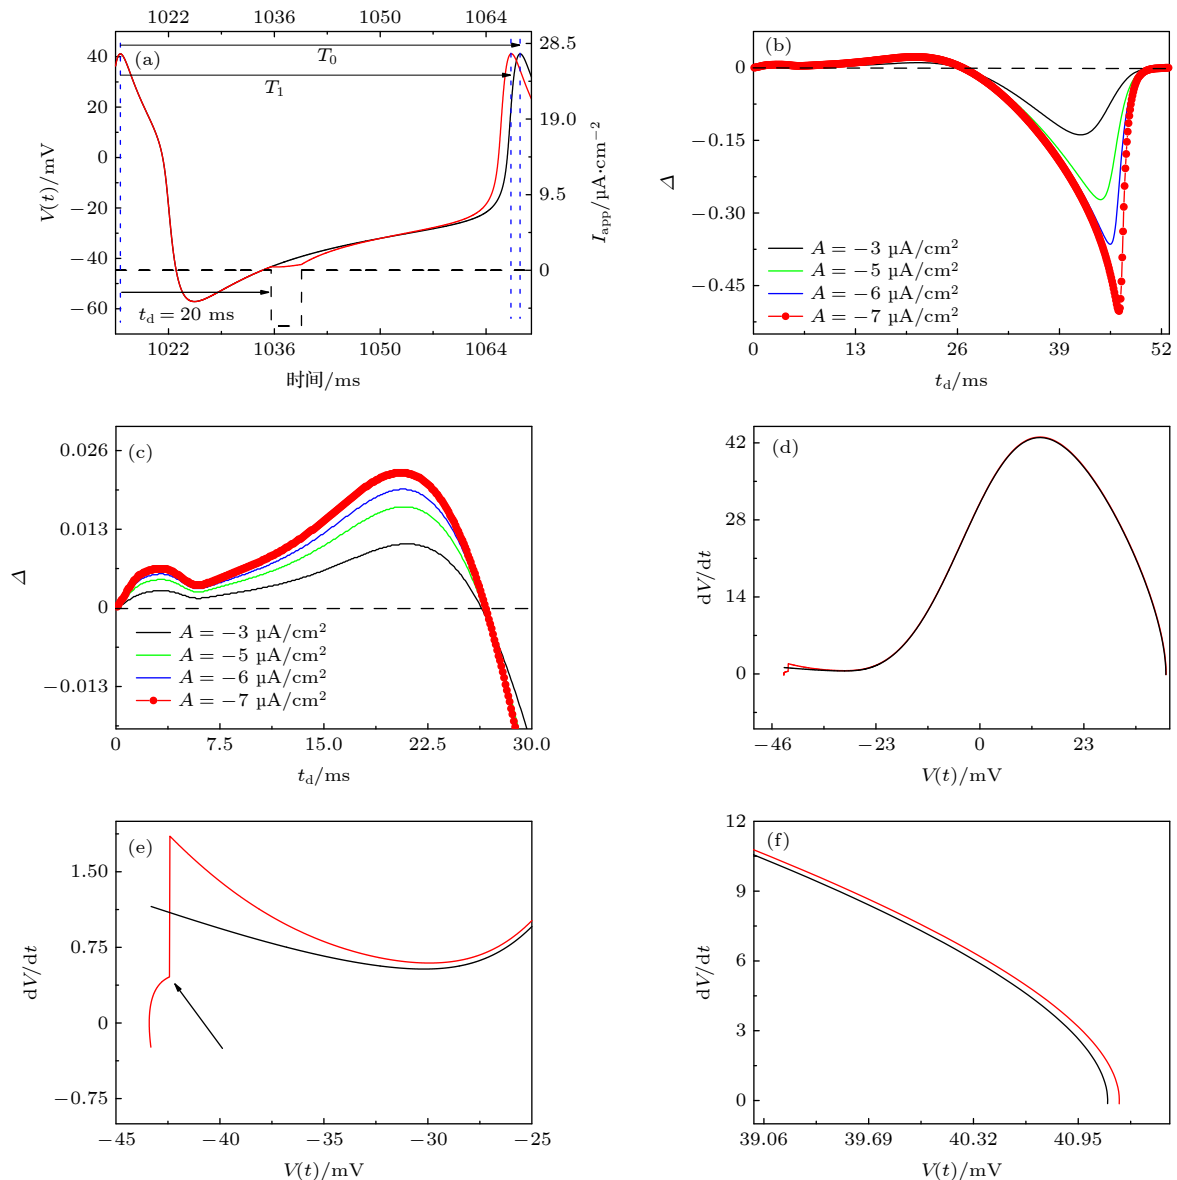 1022 1036 1050 1064
(a)
T₀
T₁
40
20
0
−20
−40
−60
V(t)/mV
28.5
19.0
9.5
0
I_app/µA·cm⁻²
t_d = 20 ms
1022 1036 1050 1064
时间/ms
(b)
0
−0.15
−0.30
−0.45
Δ
A = −3 µA/cm²
A = −5 µA/cm²
A = −6 µA/cm²
A = −7 µA/cm²
0 13 26 39 52
t_d/ms
(c)
0.026
0.013
0
−0.013
Δ
A = −3 µA/cm²
A = −5 µA/cm²
A = −6 µA/cm²
A = −7 µA/cm²
0 7.5 15.0 22.5 30.0
t_d/ms
(d)
42
28
14
0
dV/dt
−46 −23 0 23
V(t)/mV
(e)
1.50
0.75
0
−0.75
dV/dt
−45 −40 −35 −30 −25
V(t)/mV
(f)
12
9
6
3
0
dV/dt
39.06 39.69 40.32 40.95
V(t)/mV